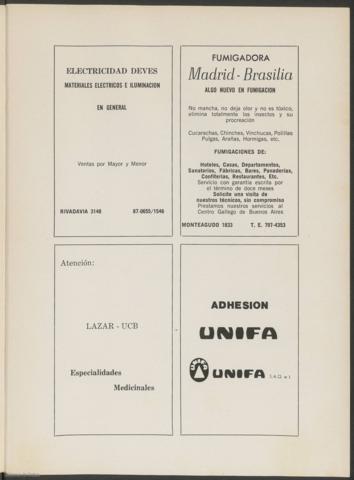 ELECTRICIDAD DEVES
MATERIALES ELECTRICOS E ILUMINACION
EN GENERAL
Ventas por Mayor y Menor
RIVADAVIA 3140 87-0655/1546
FUMIGADORA
Madrid - Brasilia
ALGO NUEVO EN FUMIGACION
No mancha, no deja olor y no es tóxico,
elimina totalmente los insectos y su
procreación
Cucarachas, Chinches, Vinchucas, Polillas
Pulgas, Arañas, Hormigas, etc.
FUMIGACIONES DE:
Hoteles, Casas, Departamentos,
Sanatorios, Fábricas, Bares, Panaderías,
Confiterías, Restaurantes, Etc.
Servicio con garantía escrita por
el término de doce meses
Solicite una visita de
nuestros técnicos, sin compromiso
Prestamos nuestros servicios al
Centro Gallego de Buenos Aires
MONTEAGUDO 1833 T. E. 797-4353
Atención:
LAZAR - UCB
Especialidades
Medicinales
ADHESION
UNIFA
UNIFA UNIFA